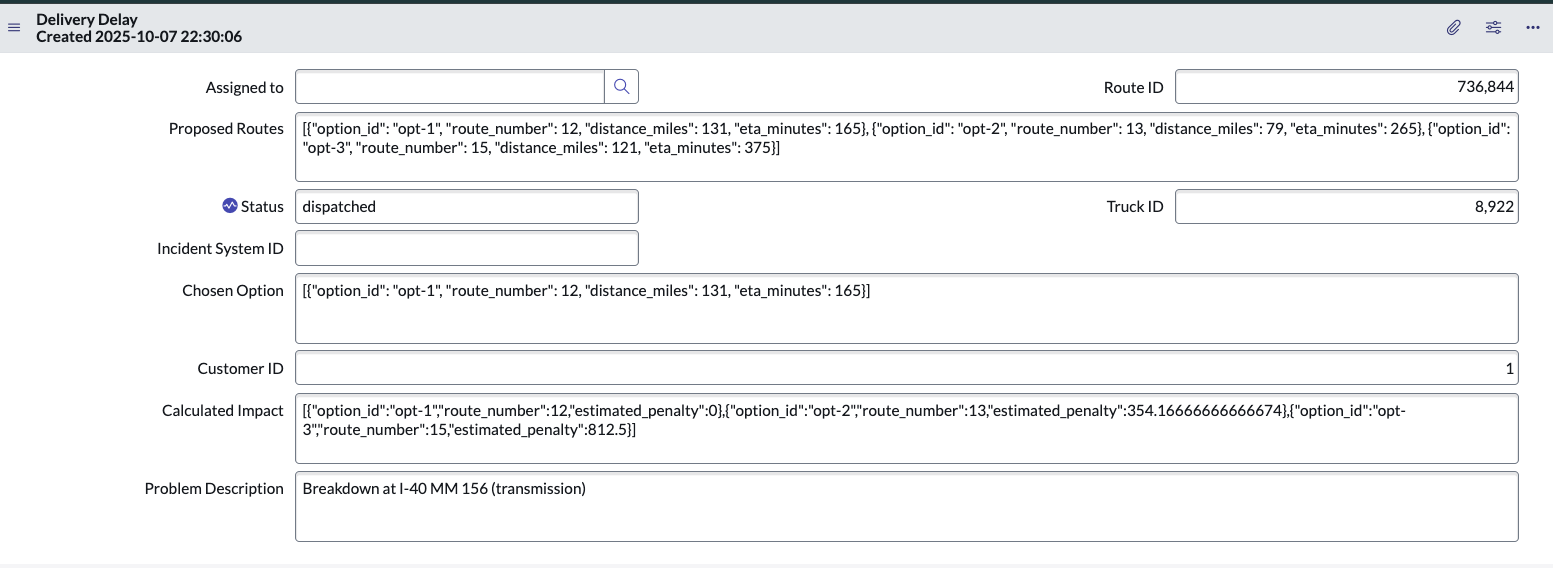 Delivery Delay
Created 2025-10-07 22:30:06
Assigned to
Route ID 736,844
Proposed Routes [{"option_id": "opt-1", "route_number": 12, "distance_miles": 131, "eta_minutes": 165}, {"option_id": "opt-2", "route_number": 13, "distance_miles": 79, "eta_minutes": 265}, {"option_id":
"opt-3", "route_number": 15, "distance_miles": 121, "eta_minutes": 375}]
Status dispatched
Truck ID 8,922
Incident System ID
Chosen Option [{"option_id": "opt-1", "route_number": 12, "distance_miles": 131, "eta_minutes": 165}]
Customer ID 1
Calculated Impact [{"option_id":"opt-1","route_number":12,"estimated_penalty":0},{"option_id":"opt-2","route_number":13,"estimated_penalty":354.16666666666674},{"option_id":"opt-
3","route_number":15,"estimated_penalty":812.5}]
Problem Description Breakdown at I-40 MM 156 (transmission)